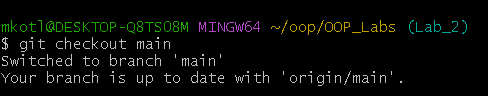 mkotl@DESKTOP-Q8TS08M MINGW64 ~/oop/OOP_Labs (Lab_2)
$ git checkout main
Switched to branch 'main'
Your branch is up to date with 'origin/main'.